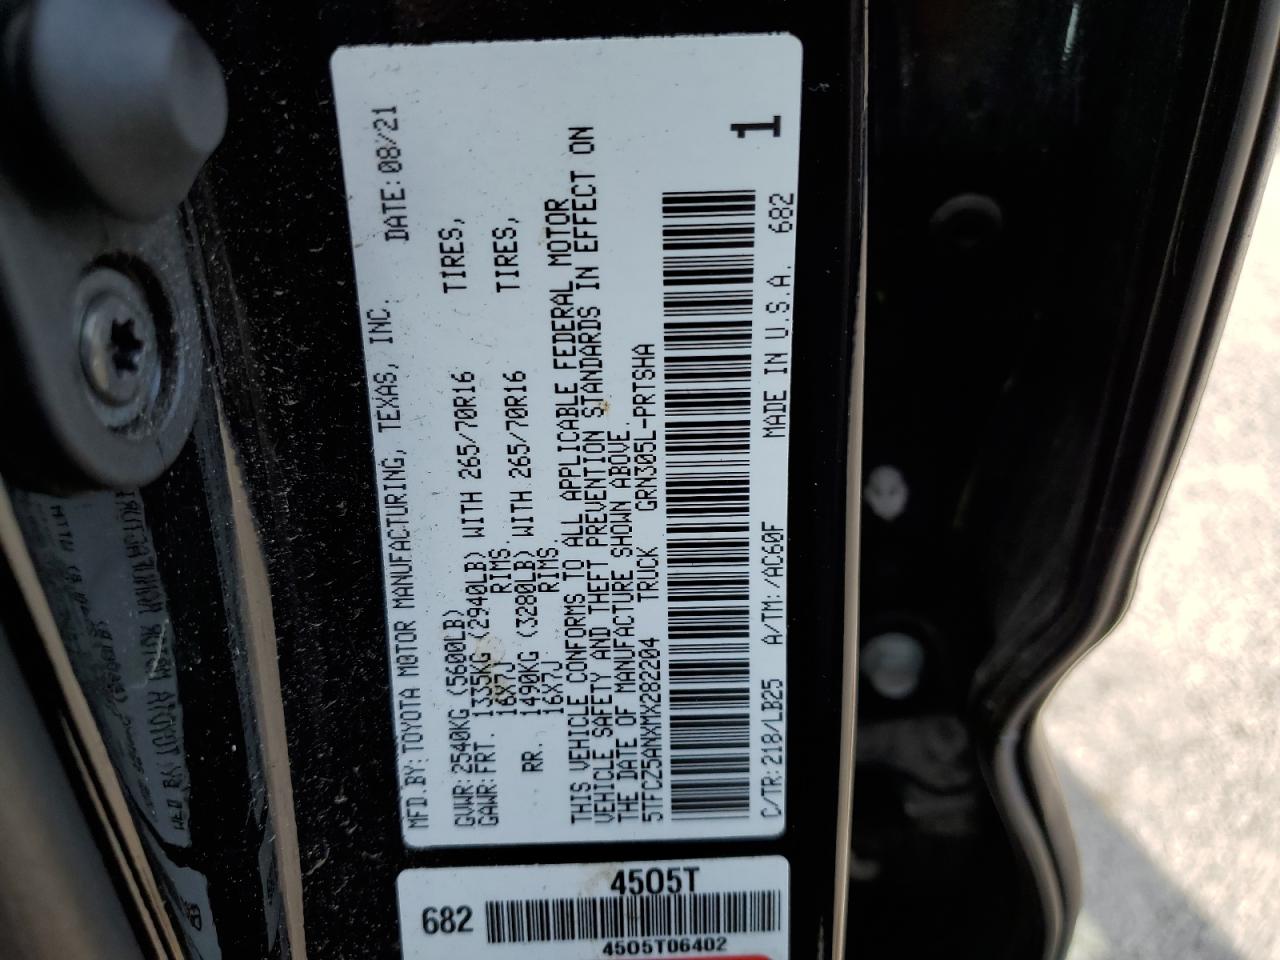 MFD.BY: TOYOTA MOTOR MANUFACTURING, TEXAS, INC. DATE: 08/21
GVWR: 2540KG (5600LB)
GAWR: FRT. 1335KG (2940LB) WITH 265/70R16 TIRES,
16X7J RIMS
RR. 1490KG (3280LB) WITH 265/70R16 TIRES,
16X7J RIMS.
THIS VEHICLE CONFORMS TO ALL APPLICABLE FEDERAL MOTOR
VEHICLE SAFETY AND THEFT PREVENTION STANDARDS IN EFFECT ON
THE DATE OF MANUFACTURE SHOWN ABOVE.
5TFCZ5ANXMX282204 TRUCK GRN305L-PRTSHA
1
C/TR: 218/LB25 A/TM: /AC60F MADE IN U.S.A. 682
4505T
682
4505T06402